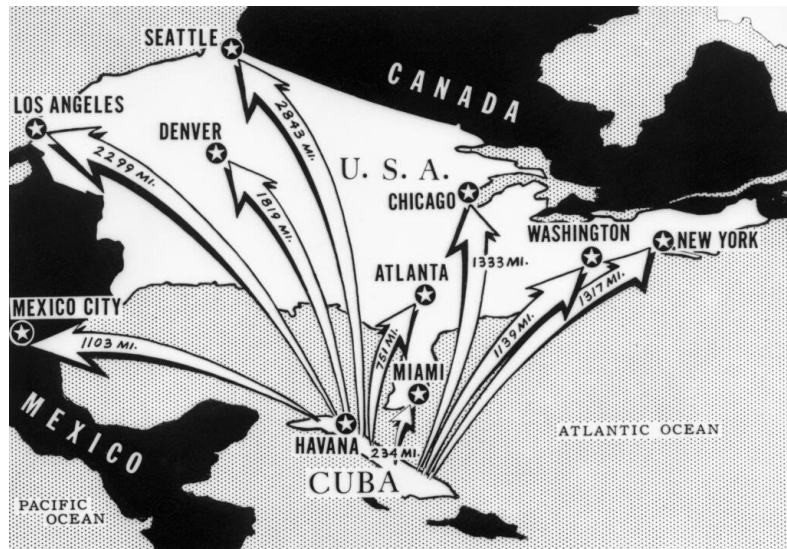 SEATTLE
CANADA
LOS ANGELES
2843 MI.
DENVER
2299 MI.
U. S. A.
1819 MI.
CHICAGO
WASHINGTON
NEW YORK
1333 MI.
ATLANTA
MEXICO CITY
1139 MI.
1317 MI.
1103 MI.
751 MI.
MIAMI
MEXICO
HAVANA
234 MI.
ATLANTIC OCEAN
CUBA
PACIFIC
OCEAN